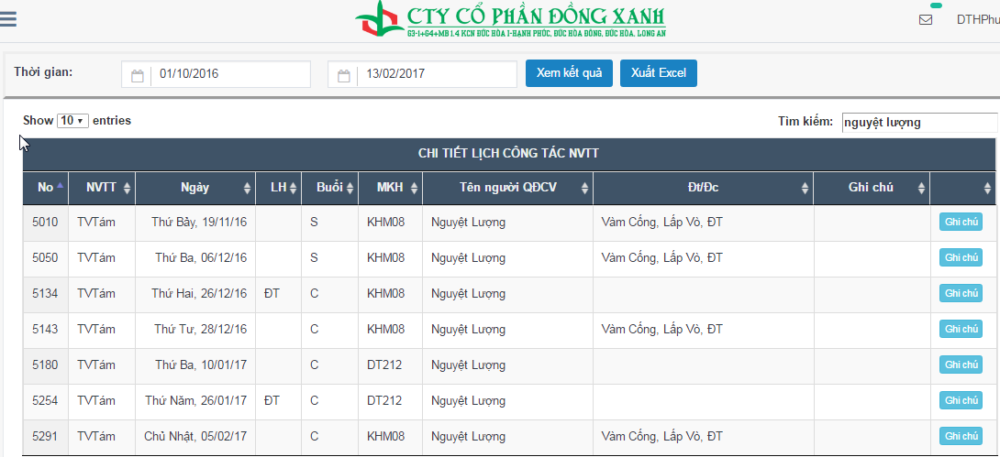 CTY CỔ PHẦN ĐỒNG XANH
G3-1+G4+MB1.4 KCN ĐỨC HÒA 1-HẠNH PHÚC, ĐỨC HÒA ĐÔNG, ĐỨC HÒA, LONG AN
DTHPhu
Thời gian: 01/10/2016 13/02/2017 Xem kết quả Xuất Excel
Show 10 entries Tìm kiếm: nguyệt lượng
CHI TIẾT LỊCH CÔNG TÁC NVTT
No NVTT Ngày LH Buổi MKH Tên người QĐCV Đt/Đc Ghi chú
5010 TVTám Thứ Bảy, 19/11/16 S KHM08 Nguyệt Lượng Vàm Cống, Lấp Vò, ĐT Ghi chú
5050 TVTám Thứ Ba, 06/12/16 S KHM08 Nguyệt Lượng Vàm Cống, Lấp Vò, ĐT Ghi chú
5134 TVTám Thứ Hai, 26/12/16 ĐT C KHM08 Nguyệt Lượng Ghi chú
5143 TVTám Thứ Tư, 28/12/16 C KHM08 Nguyệt Lượng Vàm Cống, Lấp Vò, ĐT Ghi chú
5180 TVTám Thứ Ba, 10/01/17 C DT212 Nguyệt Lượng Ghi chú
5254 TVTám Thứ Năm, 26/01/17 ĐT C DT212 Nguyệt Lượng Ghi chú
5291 TVTám Chủ Nhật, 05/02/17 C KHM08 Nguyệt Lượng Vàm Cống, Lấp Vò, ĐT Ghi chú